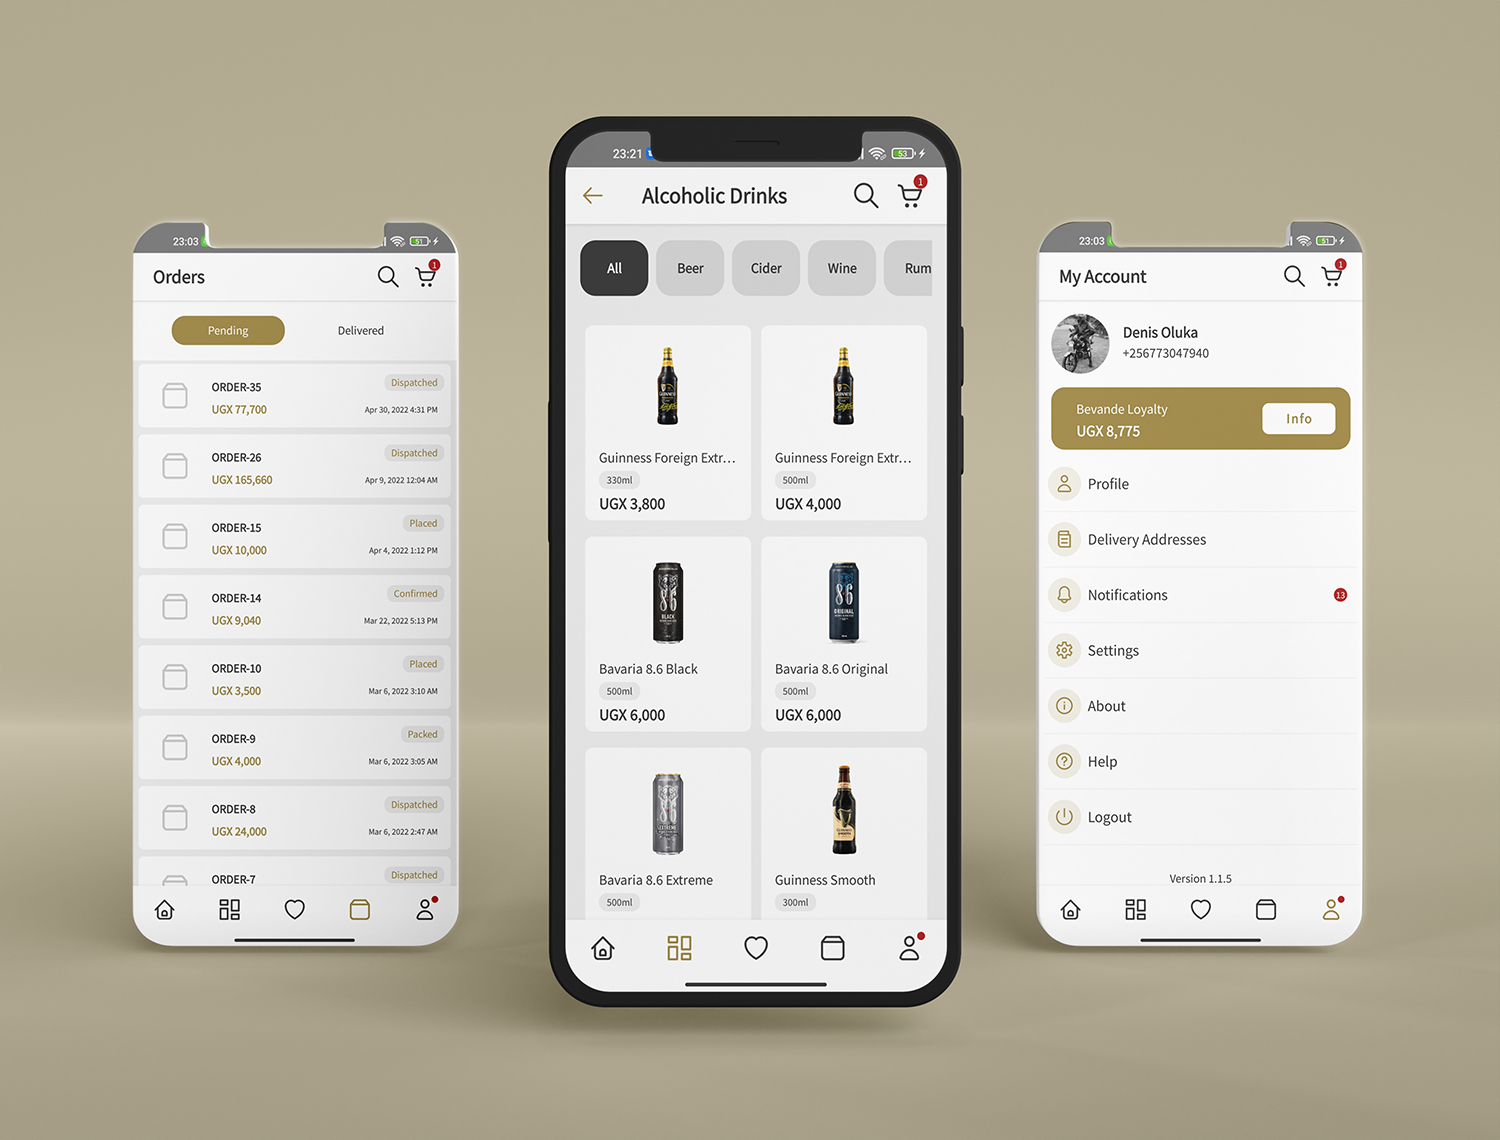 23:03
51
Orders
1
Pending
Delivered
ORDER-35
Dispatched
UGX 77,700
Apr 30, 2022 4:31 PM
ORDER-26
Dispatched
UGX 165,660
Apr 9, 2022 12:04 AM
ORDER-15
Placed
UGX 10,000
Apr 4, 2022 1:12 PM
ORDER-14
Confirmed
UGX 9,040
Mar 22, 2022 5:13 PM
ORDER-10
Placed
UGX 3,500
Mar 6, 2022 3:10 AM
ORDER-9
Packed
UGX 4,000
Mar 6, 2022 3:05 AM
ORDER-8
Dispatched
UGX 24,000
Mar 6, 2022 2:47 AM
ORDER-7
Dispatched
23:21
53
Alcoholic Drinks
1
All
Beer
Cider
Wine
Rum
GUINNESS
GUINNESS
Guinness Foreign Extr...
330ml
UGX 3,800
Guinness Foreign Extr...
500ml
UGX 4,000
86
BLACK
86
ORIGINAL
Bavaria 8.6 Black
500ml
UGX 6,000
Bavaria 8.6 Original
500ml
UGX 6,000
86
EXTREME
GUINNESS
Bavaria 8.6 Extreme
500ml
Guinness Smooth
300ml
23:03
51
My Account
1
Denis Oluka
+256773047940
Bevande Loyalty
UGX 8,775
Info
Profile
Delivery Addresses
Notifications
13
Settings
About
Help
Logout
Version 1.1.5